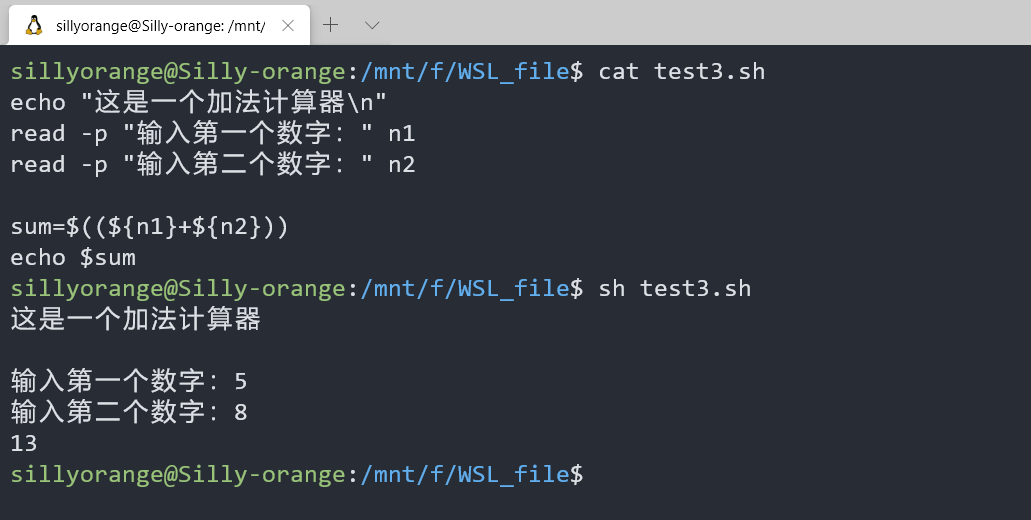 sillyorange@Silly-orange: /mnt/
sillyorange@Silly-orange:/mnt/f/WSL_file$ cat test3.sh
echo "这是一个加法计算器\n"
read -p "输入第一个数字：" n1
read -p "输入第二个数字：" n2
sum=$((${n1}+${n2}))
echo $sum
sillyorange@Silly-orange:/mnt/f/WSL_file$ sh test3.sh
这是一个加法计算器
输入第一个数字：5
输入第二个数字：8
13
sillyorange@Silly-orange:/mnt/f/WSL_file$